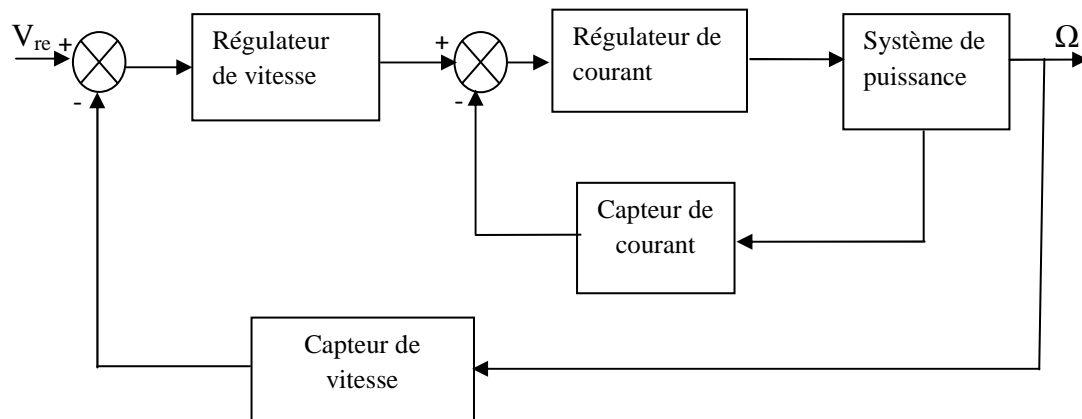 V_re
+
-
Régulateur
de vitesse
+
-
Régulateur de
courant
Système de
puissance
Ω
Capteur de
courant
Capteur de
vitesse